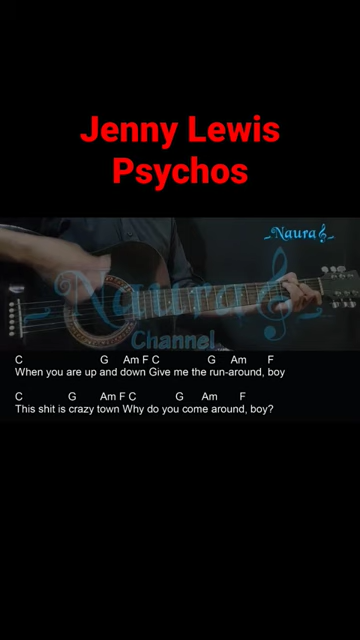 Jenny Lewis
Psychos
Naura
Naura
Channel
C G Am F C G Am F
When you are up and down Give me the run-around, boy
C G Am F C G Am F
This shit is crazy town Why do you come around, boy?